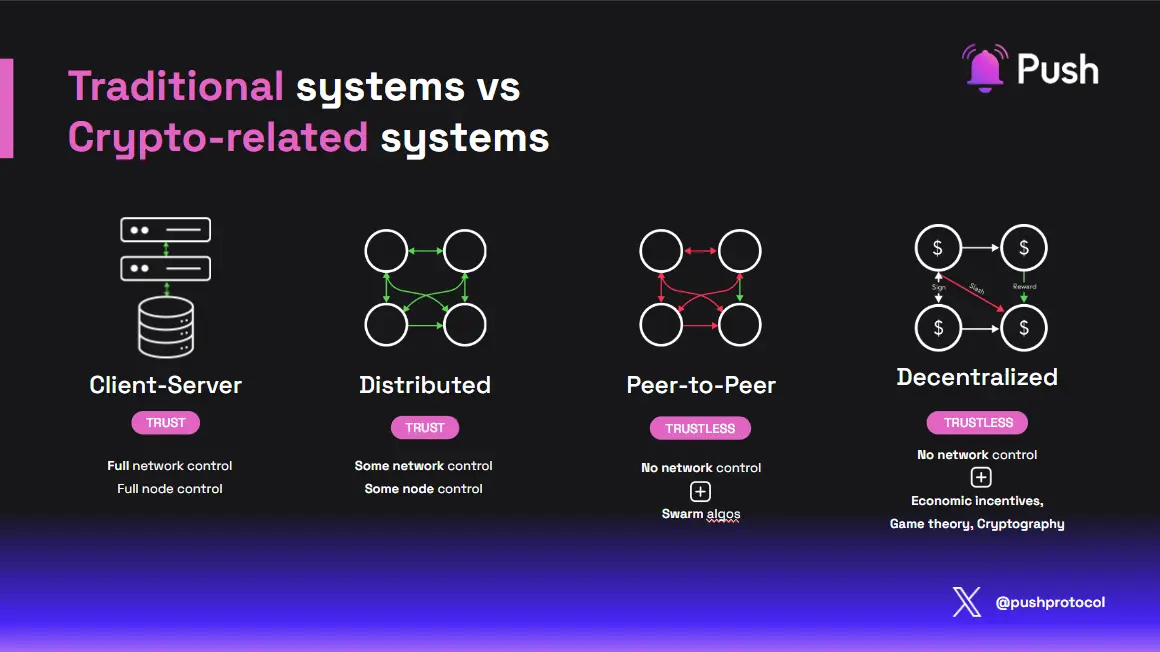 Traditional systems vs
Crypto-related systems
Push
$
$
Sign
Slash
Reward
$
$
Client-Server
TRUST
Full network control
Full node control
Distributed
TRUST
Some network control
Some node control
Peer-to-Peer
TRUSTLESS
No network control
+
Swarm algos
Decentralized
TRUSTLESS
No network control
+
Economic incentives,
Game theory, Cryptography
@pushprotocol